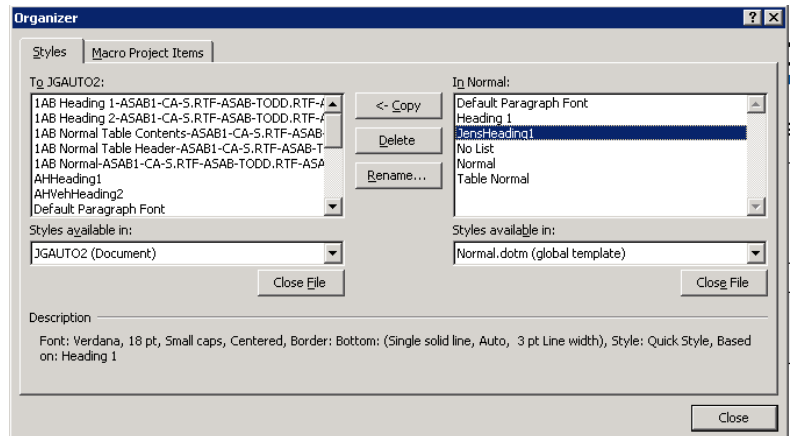 Organizer
Styles
Macro Project Items
To JGAUTO2:
1AB Heading 1-ASAB1-CA-S.RTF-ASAB-TODD.RTF-A
1AB Heading 2-ASAB1-CA-S.RTF-ASAB-TODD.RTF-A
1AB Normal Table Contents-ASAB1-CA-S.RTF-ASAB-
1AB Normal Table Header-ASAB1-CA-S.RTF-ASAB-T
1AB Normal-ASAB1-CA-S.RTF-ASAB-TODD.RTF-ASA
AHHeading1
AHVehHeading2
Default Paragraph Font
<- Copy
Delete
Rename...
In Normal:
Default Paragraph Font
Heading 1
JensHeading1
No List
Normal
Table Normal
Styles available in:
JGAUTO2 (Document)
Close File
Styles available in:
Normal.dotm (global template)
Close File
Description
Font: Verdana, 18 pt, Small caps, Centered, Border: Bottom: (Single solid line, Auto,  3 pt Line width), Style: Quick Style, Based
on: Heading 1
Close